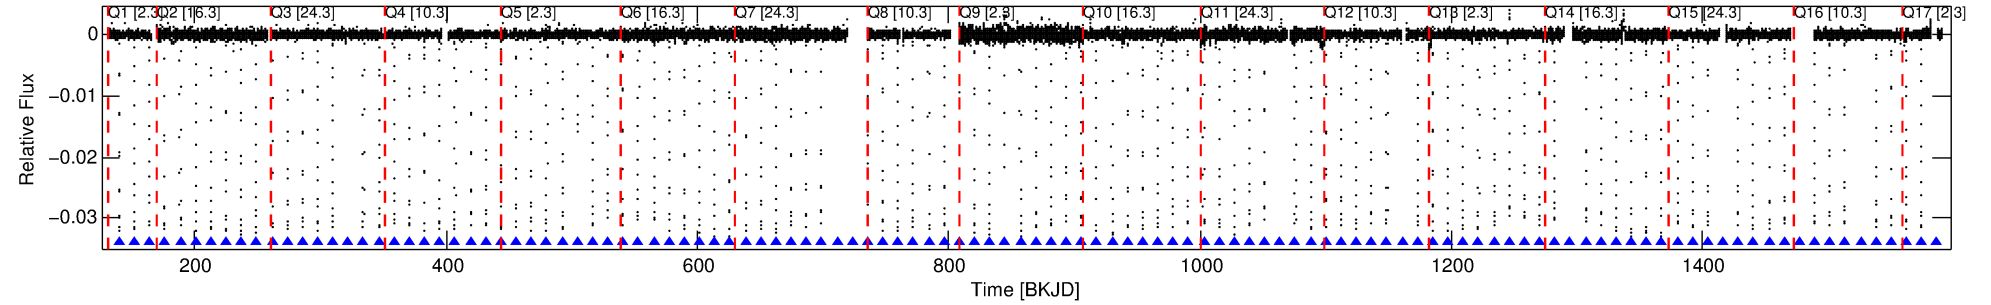 Q1 [2.3] Q2 [16.3] Q3 [24.3] Q4 [10.3] Q5 [2.3] Q6 [16.3] Q7 [24.3] Q8 [10.3] Q9 [2.3] Q10 [16.3] Q11 [24.3] Q12 [10.3] Q13 [2.3] Q14 [16.3] Q15 [24.3] Q16 [10.3] Q17 [2.3]
0
−0.01
−0.02
−0.03
Relative Flux
200 400 600 800 1000 1200 1400
Time [BKJD]